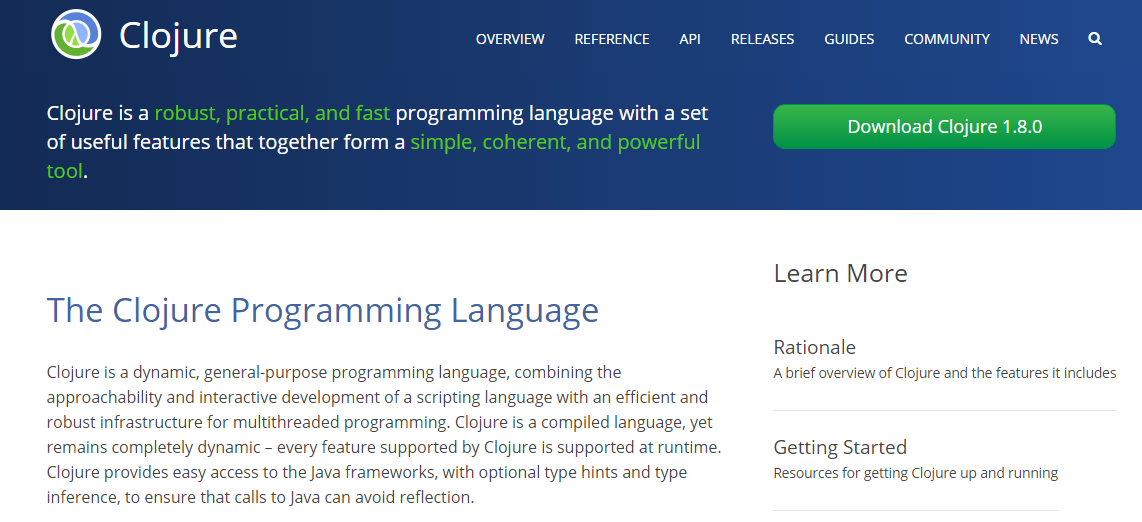 Clojure
OVERVIEW REFERENCE API RELEASES GUIDES COMMUNITY NEWS
Clojure is a robust, practical, and fast programming language with a set
of useful features that together form a simple, coherent, and powerful
tool.
Download Clojure 1.8.0
The Clojure Programming Language
Clojure is a dynamic, general-purpose programming language, combining the
approachability and interactive development of a scripting language with an efficient and
robust infrastructure for multithreaded programming. Clojure is a compiled language, yet
remains completely dynamic – every feature supported by Clojure is supported at runtime.
Clojure provides easy access to the Java frameworks, with optional type hints and type
inference, to ensure that calls to Java can avoid reflection.
Learn More
Rationale
A brief overview of Clojure and the features it includes
Getting Started
Resources for getting Clojure up and running